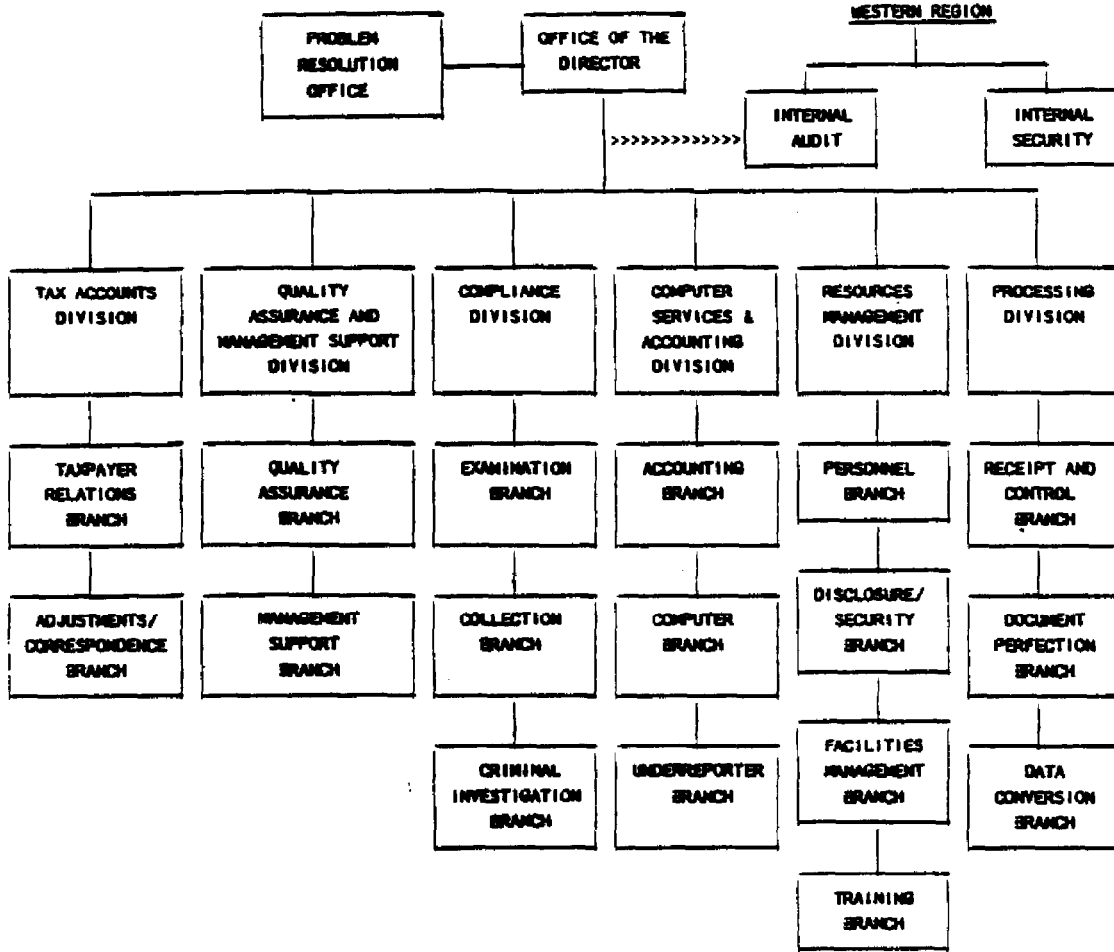 WESTERN REGION
PROBLEM
RESOLUTION
OFFICE
OFFICE OF THE
DIRECTOR
INTERNAL
AUDIT
INTERNAL
SECURITY
>>>>>>>>>>>>>
TAX ACCOUNTS
DIVISION
QUALITY
ASSURANCE AND
MANAGEMENT SUPPORT
DIVISION
COMPLIANCE
DIVISION
COMPUTER
SERVICES &
ACCOUNTING
DIVISION
RESOURCES
MANAGEMENT
DIVISION
PROCESSING
DIVISION
TAXPAYER
RELATIONS
BRANCH
QUALITY
ASSURANCE
BRANCH
EXAMINATION
BRANCH
ACCOUNTING
BRANCH
PERSONNEL
BRANCH
RECEIPT AND
CONTROL
BRANCH
ADJUSTMENTS/
CORRESPONDENCE
BRANCH
MANAGEMENT
SUPPORT
BRANCH
COLLECTION
BRANCH
COMPUTER
BRANCH
DISCLOSURE/
SECURITY
BRANCH
DOCUMENT
PERFECTION
BRANCH
CRIMINAL
INVESTIGATION
BRANCH
UNDERREPORTER
BRANCH
FACILITIES
MANAGEMENT
BRANCH
DATA
CONVERSION
BRANCH
TRAINING
BRANCH